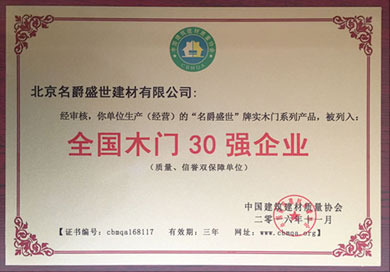 CBMQA
北京名爵盛世建材有限公司：
经审核，你单位生产（经营）的“名爵盛世”牌实木门系列产品，被列入：
全国木门30强企业
（质量、信誉双保障单位）
中国建筑建材质量协会
二零一六年十一月
【证书编号：cbmqa168117 有效期：三年 网址：www.cbmqa.org】